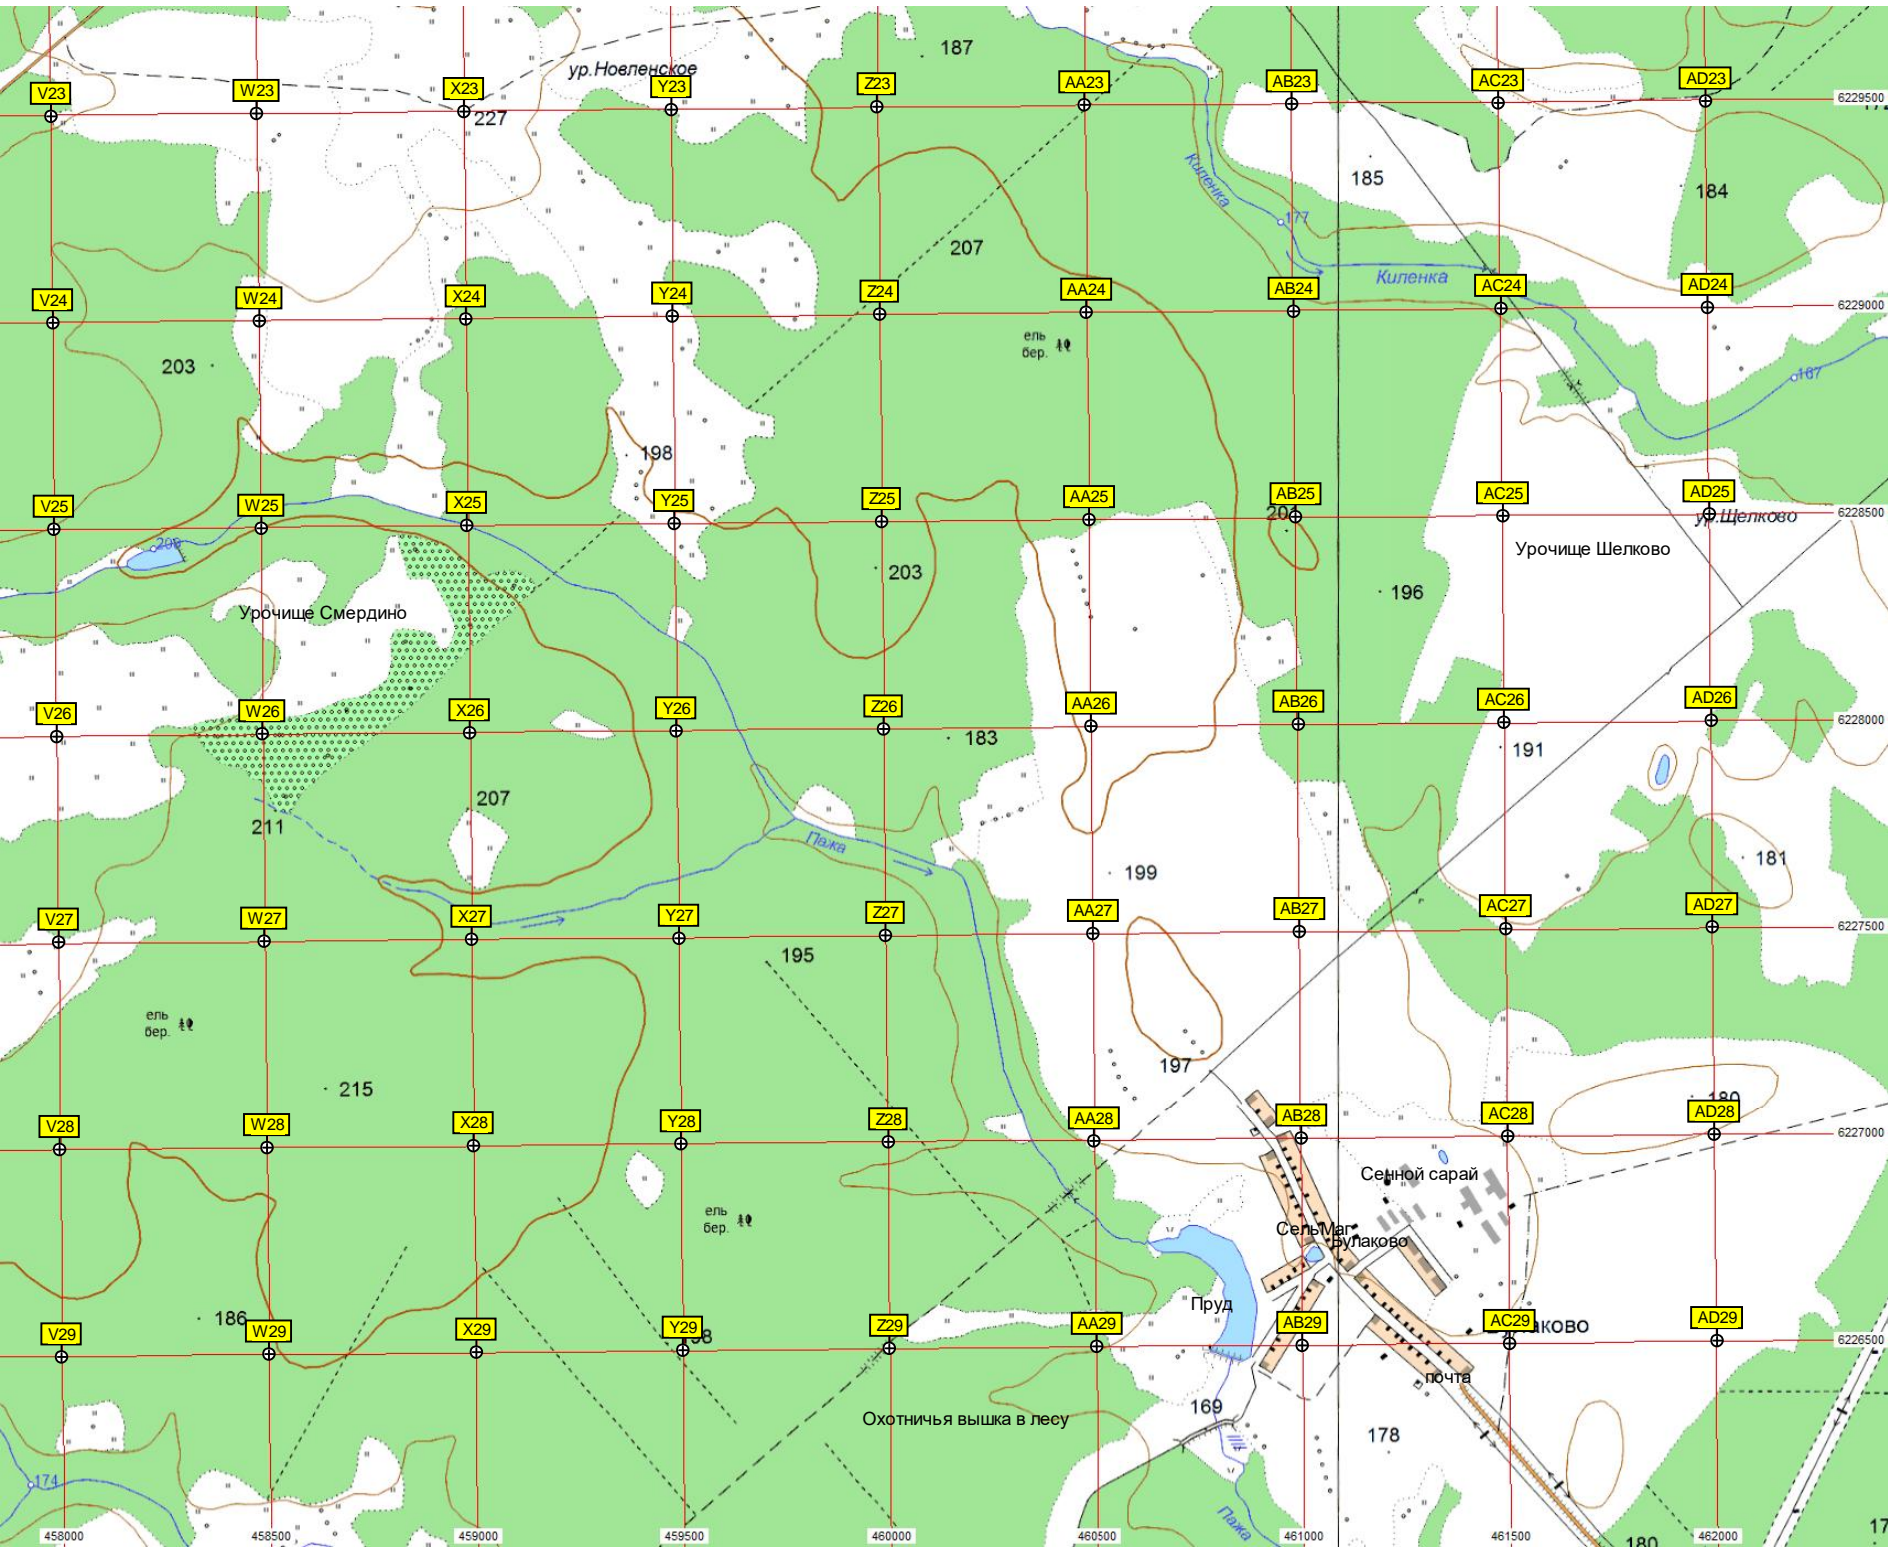 187
ур.Новленское
V23 W23 X23 Y23 Z23 AA23 AB23 AC23 AD23
6229500
227
Киленка
185
184
177
207
Киленка
V24 W24 X24 Y24 Z24 AA24 AB24 AC24 AD24
6229000
ель
бер.
203
167
198
V25 W25 X25 Y25 Z25 AA25 AB25 AC25 AD25
6228500
201
ур.Щелково
Урочище Шелково
203
196
Урочище Смердино
V26 W26 X26 Y26 Z26 AA26 AB26 AC26 AD26
6228000
183
191
207
211
Пажа
199
181
V27 W27 X27 Y27 Z27 AA27 AB27 AC27 AD27
6227500
195
ель
бер.
197
215
180
V28 W28 X28 Y28 Z28 AA28 AB28 AC28 AD28
6227000
Сенной сарай
ель
бер.
СельМаг
Булаково
Пруд
186
V29 W29 X29 Y29 Z29 AA29 AB29 AC29 AD29
6226500
почта
169
Охотничья вышка в лесу
178
174
Пажа
458000 458500 459000 459500 460000 460500 461000 461500 462000
180